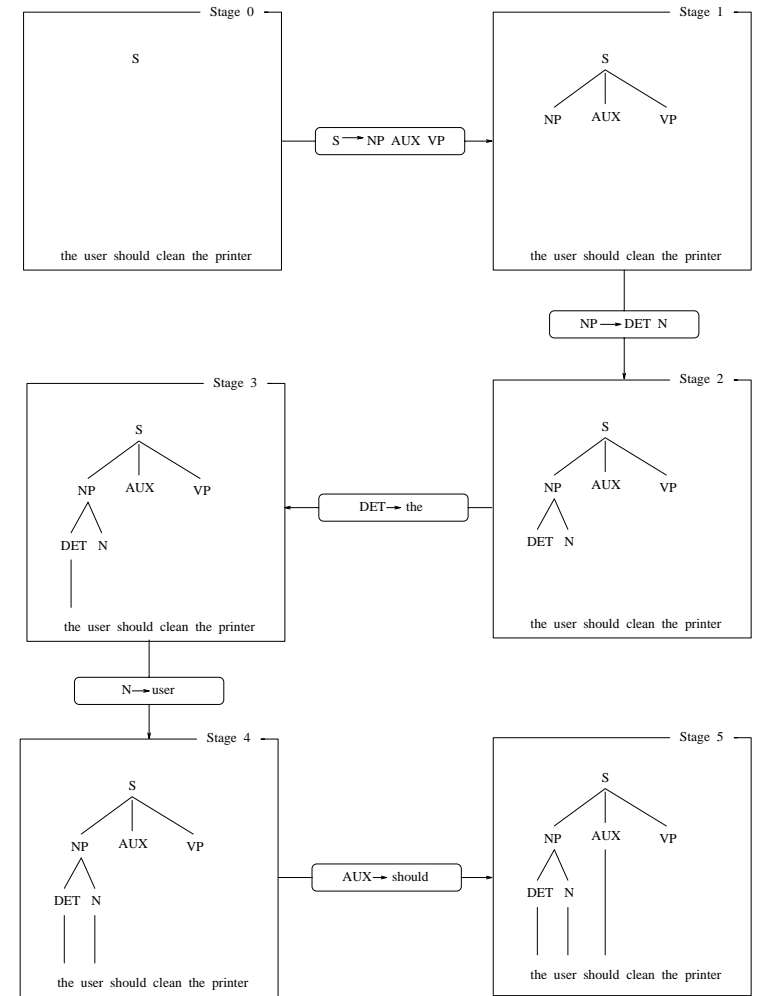 Stage 0
S
the user should clean the printer
S → NP AUX VP
Stage 1
S
NP AUX VP
the user should clean the printer
NP → DET N
Stage 2
S
NP AUX VP
DET N
the user should clean the printer
DET → the
Stage 3
S
NP AUX VP
DET N
the user should clean the printer
N → user
Stage 4
S
NP AUX VP
DET N
the user should clean the printer
AUX → should
Stage 5
S
NP AUX VP
DET N
the user should clean the printer